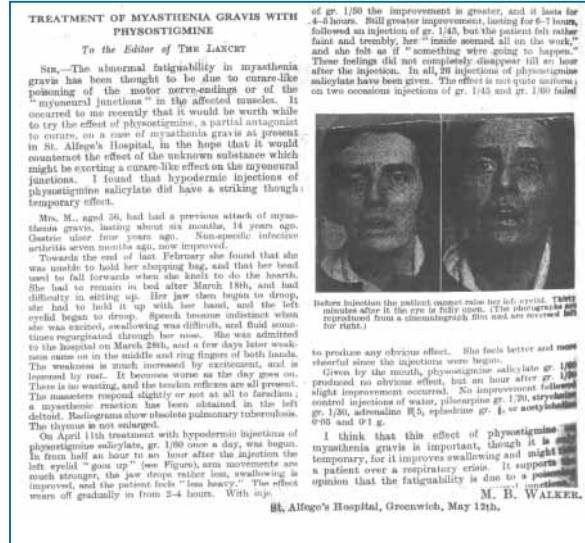 TREATMENT OF MYASTHENIA GRAVIS WITH
PHYSOSTIGMINE
To the Editor of THE LANCET
SIR,—The abnormal fatiguability in myasthenia
gravis has been thought to be due to curare-like
poisoning of the motor nerve-endings or of the
"myoneural junctions" in the affected muscles. It
occurred to me recently that it would be worth while
to try the effect of physostigmine, a partial antagonist
to curare, on a case of myasthenia gravis at present
in St. Alfege's Hospital, in the hope that it would
counteract the effect of the unknown substance which
might be exerting a curare-like effect on the myoneural
junctions. I found that hypodermic injections of
physostigmine salicylate did have a striking though
temporary effect.
Mrs. M., aged 56, had had a previous attack of myas-
thenia gravis, lasting about six months, 14 years ago.
Gastric ulcer four years ago. Non-specific infective
arthritis seven months ago, now improved.
Towards the end of last February she found that she
was unable to hold her shopping bag, and that her head
used to fall forwards when she knelt to do the hearth.
She had to remain in bed after March 18th, and had
difficulty in sitting up. Her jaw then began to droop,
she had to hold it up with her hand, and the left
eyelid began to droop. Speech became indistinct when
she was excited, swallowing was difficult, and fluid some-
times regurgitated through her nose. She was admitted
to the hospital on March 28th, and a few days later weak-
ness came on in the middle and ring fingers of both hands.
The weakness is much increased by excitement, and is
lessened by rest. It becomes worse as the day goes on.
There is no wasting, and the tendon reflexes are all present.
The masseters respond slightly or not at all to faradism;
a myasthenic reaction has been obtained in the left
deltoid. Radiograms show obsolete pulmonary tuberculosis.
The thymus is not enlarged.
On April 11th treatment with hypodermic injections of
physostigmine salicylate, gr. 1/60 once a day, was begun.
In from half an hour to an hour after the injection the
left eyelid "goes up" (see Figure), arm movements are
much stronger, the jaw drops rather less, swallowing is
improved, and the patient feels "less heavy." The effect
wears off gradually in from 2–4 hours. With inje
of gr. 1/50 the improvement is greater, and it lasts for
4–5 hours. Still greater improvement, lasting for 6–7 hours,
followed an injection of gr. 1/45, but the patient felt rather
faint and trembly, her "inside seemed all on the work,"
and she felt as if "something were going to happen."
These feelings did not completely disappear till an hour
after the injection. In all, 26 injections of physostigmine
salicylate have been given. The effect is not quite uniform;
on two occasions injections of gr. 1/45 and gr. 1/60 failed
Before injection the patient cannot raise her left eyelid. Thirty
minutes after it the eye is fully open. (The photographs are
reproduced from a cinematograph film and are reversed left
for right.)
to produce any obvious effect. She feels better and more
cheerful since the injections were begun.
Given by the mouth, physostigmine salicylate gr. 1/60
produced no obvious effect, but an hour after gr. 1/30
slight improvement occurred. No improvement followed
control injections of water, pilocarpine gr. 1/20, strychnine
gr. 1/30, adrenaline ephedrine gr. or acetylcholine
0·05 and 0·1 g.
I think that this effect of physostigmine
myasthenia gravis is important, though it is
temporary, for it improves swallowing and might
a patient over a respiratory crisis. It supports
opinion that the fatiguability is due to a
M. B. WALKER.
St. Alfege's Hospital, Greenwich, May 12th.